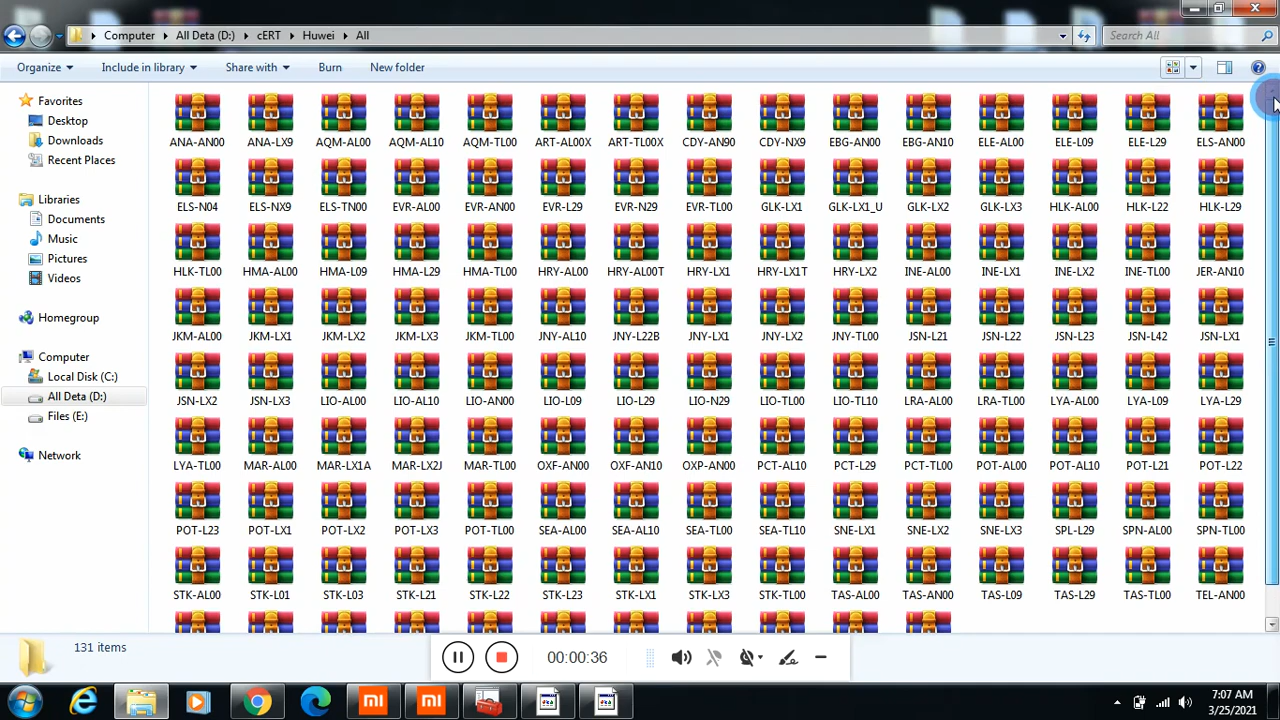 Computer All Deta (D:) cERT Huwei All Search All
Organize Include in library Share with Burn New folder
Favorites
Desktop
Downloads
Recent Places
Libraries
Documents
Music
Pictures
Videos
Homegroup
Computer
Local Disk (C:)
All Deta (D:)
Files (E:)
Network
ANA-AN00 ANA-LX9 AQM-AL00 AQM-AL10 AQM-TL00 ART-AL00X ART-TL00X CDY-AN90 CDY-NX9 EBG-AN00 EBG-AN10 ELE-AL00 ELE-L09 ELE-L29 ELS-AN00
ELS-N04 ELS-NX9 ELS-TN00 EVR-AL00 EVR-AN00 EVR-L29 EVR-N29 EVR-TL00 GLK-LX1 GLK-LX1_U GLK-LX2 GLK-LX3 HLK-AL00 HLK-L22 HLK-L29
HLK-TL00 HMA-AL00 HMA-L09 HMA-L29 HMA-TL00 HRY-AL00 HRY-AL00T HRY-LX1 HRY-LX1T HRY-LX2 INE-AL00 INE-LX1 INE-LX2 INE-TL00 JER-AN10
JKM-AL00 JKM-LX1 JKM-LX2 JKM-LX3 JKM-TL00 JNY-AL10 JNY-L22B JNY-LX1 JNY-LX2 JNY-TL00 JSN-L21 JSN-L22 JSN-L23 JSN-L42 JSN-LX1
JSN-LX2 JSN-LX3 LIO-AL00 LIO-AL10 LIO-AN00 LIO-L09 LIO-L29 LIO-N29 LIO-TL00 LIO-TL10 LRA-AL00 LRA-TL00 LYA-AL00 LYA-L09 LYA-L29
LYA-TL00 MAR-AL00 MAR-LX1A MAR-LX2J MAR-TL00 OXF-AN00 OXF-AN10 OXP-AN00 PCT-AL10 PCT-L29 PCT-TL00 POT-AL00 POT-AL10 POT-L21 POT-L22
POT-L23 POT-LX1 POT-LX2 POT-LX3 POT-TL00 SEA-AL00 SEA-AL10 SEA-TL00 SEA-TL10 SNE-LX1 SNE-LX2 SNE-LX3 SPL-L29 SPN-AL00 SPN-TL00
STK-AL00 STK-L01 STK-L03 STK-L21 STK-L22 STK-L23 STK-LX1 STK-LX3 STK-TL00 TAS-AL00 TAS-AN00 TAS-L09 TAS-L29 TAS-TL00 TEL-AN00
131 items
00:00:36
mi mi
7:07 AM
3/25/2021